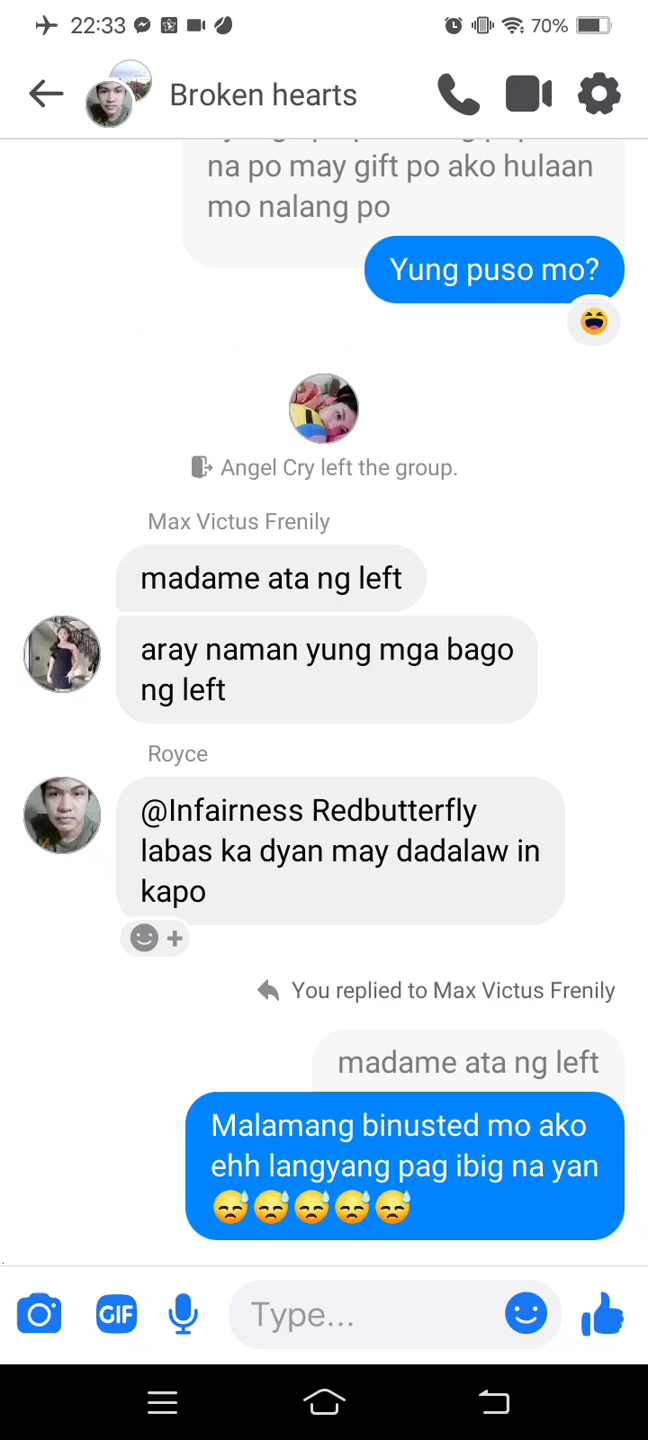 22:33
70%
Broken hearts
na po may gift po ako hulaan
mo nalang po
Yung puso mo?
Angel Cry left the group.
Max Victus Frenily
madame ata ng left
aray naman yung mga bago
ng left
Royce
@Infairness Redbutterfly
labas ka dyan may dadalaw in
kapo
You replied to Max Victus Frenily
madame ata ng left
Malamang binusted mo ako
ehh langyang pag ibig na yan
GIF
Type...